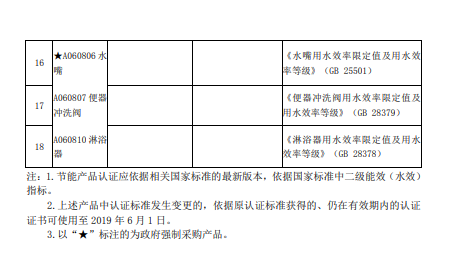 16
★A060806 水
嘴
《水嘴用水效率限定值及用水效
率等级》（GB 25501）
17
A060807 便器
冲洗阀
《便器冲洗阀用水效率限定值及
用水效率等级》（GB 28379）
18
A060810 淋浴
器
《淋浴器用水效率限定值及用水
效率等级》（GB 28378）
注：1.节能产品认证应依据相关国家标准的最新版本，依据国家标准中二级能效（水效）
指标。
2.上述产品中认证标准发生变更的，依据原认证标准获得的、仍在有效期内的认证
证书可使用至 2019 年 6 月 1 日。
3.以“★”标注的为政府强制采购产品。